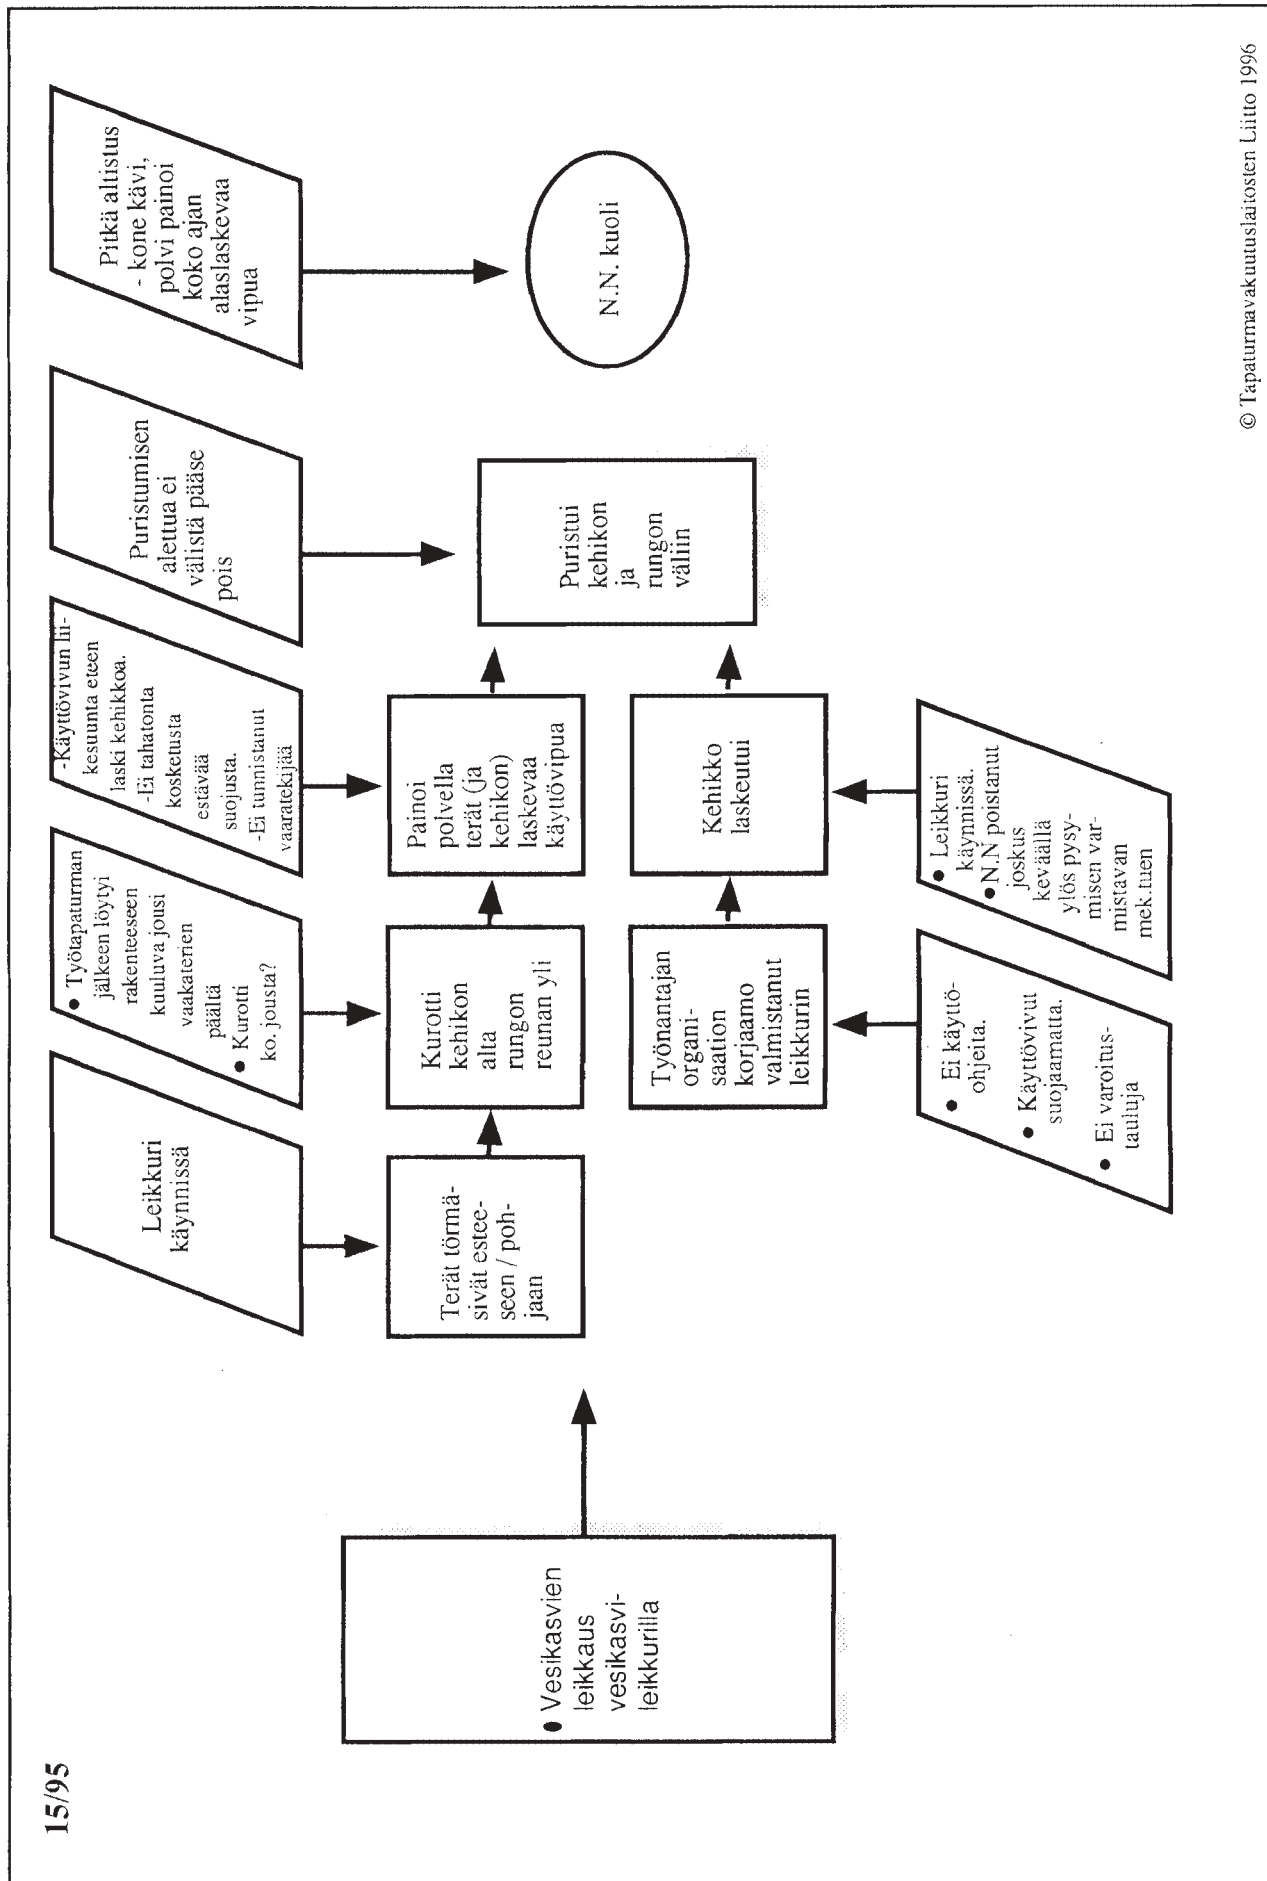 15/95
● Vesikasvien
leikkaus
vesikasvi-
leikkurilla
Leikkuri
käynnissä
● Työtapaturman
jälkeen löytyi
rakenteeseen
kuuluva jousi
vaakaterien
päältä
● Kurotti
ko. jousta?
-Käyttövivun lii-
kesuunta eteen
laski kehikkoa.
-Ei tahatonta
kosketusta
estävää
suojusta.
-Ei tunnistanut
vaaratekijää
Puristumisen
alettua ei
välistä pääse
pois
Pitkä altistus
- kone kävi,
polvi painoi
koko ajan
alaslaskevaa
vipua
Terät törmä-
sivät estee-
seen / poh-
jaan
Kurotti
kehikon
alta
rungon
reunan yli
Painoi
polvella
terät (ja
kehikon)
laskevaa
käyttövipua
Puristui
kehikon
ja
rungon
väliin
N.N. kuoli
Työnantajan
organi-
saation
korjaamo
valmistanut
leikkurin
Kehikko
laskeutui
● Ei käyttö-
ohjeita.
● Käyttövivut
suojaamatta.
● Ei varoitus-
tauluja
● Leikkuri
käynnissä.
● N.N poistanut
joskus
keväällä
ylös pysy-
misen var-
mistavan
mek.tuen
© Tapaturmavakuutuslaitosten Liitto 1996